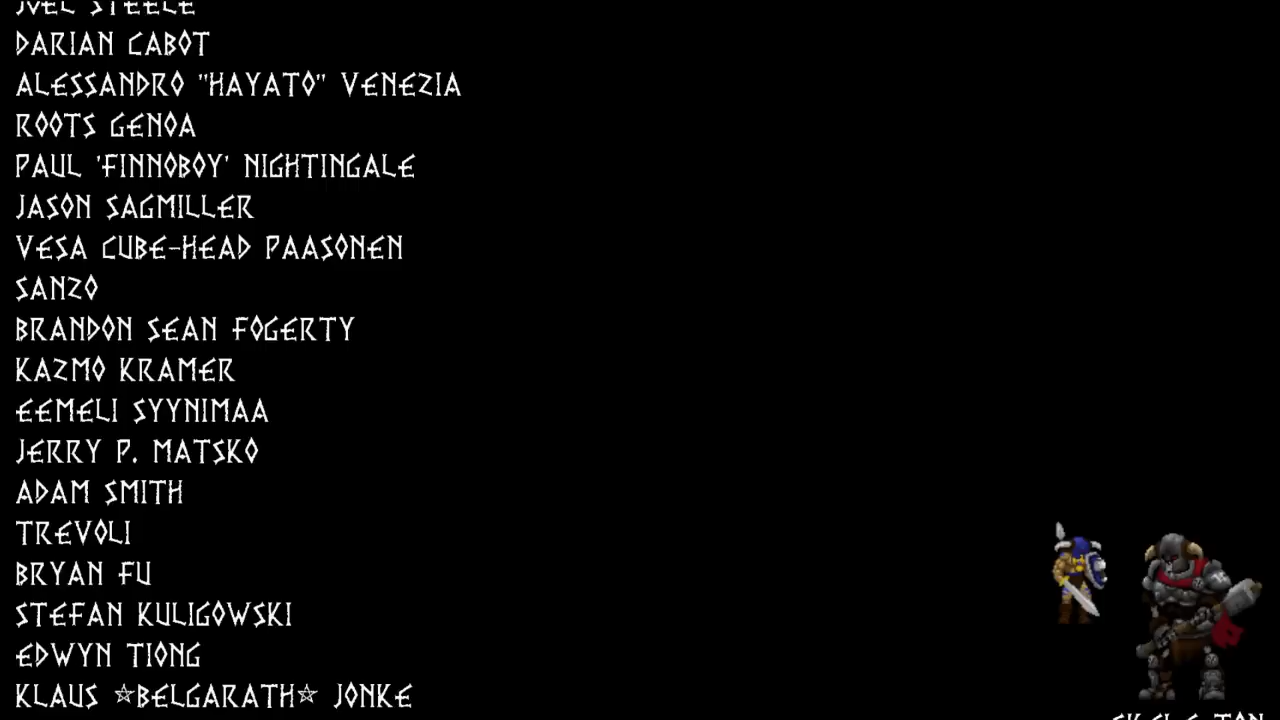 JOEL STEELE
DARIAN CABOT
ALESSANDRO "HAYATO" VENEZIA
ROOTS GENOA
PAUL 'FINNOBOY' NIGHTINGALE
JASON SAGMILLER
VESA CUBE-HEAD PAASONEN
SANZO
BRANDON SEAN FOGERTY
KAZMO KRAMER
EEMELI SYYNIMAA
JERRY P. MATSKO
ADAM SMITH
TREVOLI
BRYAN FU
STEFAN KULIGOWSKI
EDWYN TIONG
KLAUS ☆BELGARATH☆ JONKE